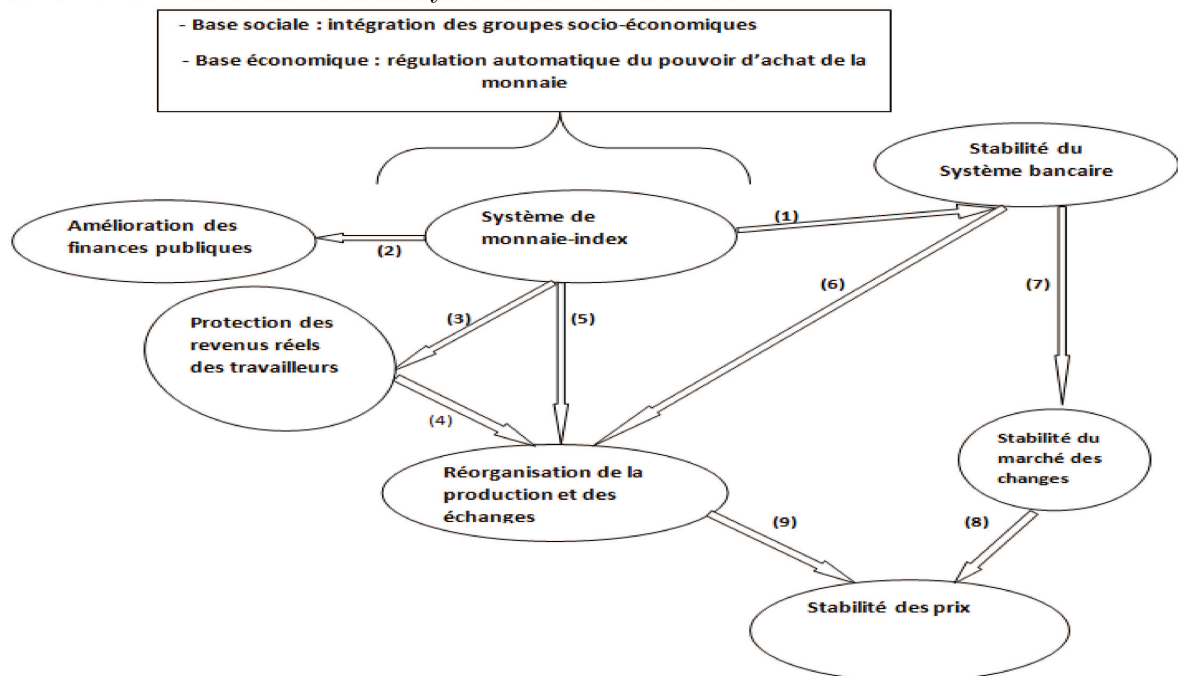 - Base sociale : intégration des groupes socio-économiques
- Base économique : régulation automatique du pouvoir d'achat de la
monnaie
Stabilité du
Système bancaire
Amélioration des
finances publiques
Système de
monnaie-index
(1)
(2)
(3)
(5)
(6)
(7)
Protection des
revenus réels
des travailleurs
(4)
Stabilité du
marché des
changes
Réorganisation de la
production et des
échanges
(9)
(8)
Stabilité des prix